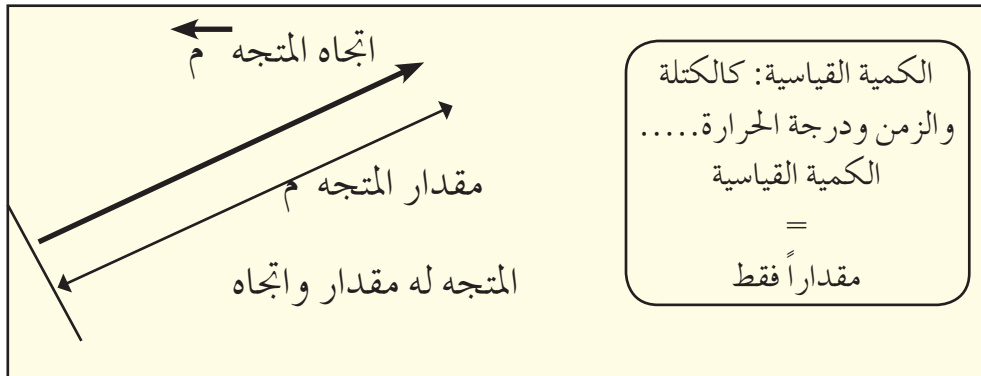 الكمية القياسية: كالكتلة
والزمن ودرجة الحرارة.....
الكمية القياسية
=
مقداراً فقط
اتجاه المتجه م
مقدار المتجه م
المتجه له مقدار واتجاه